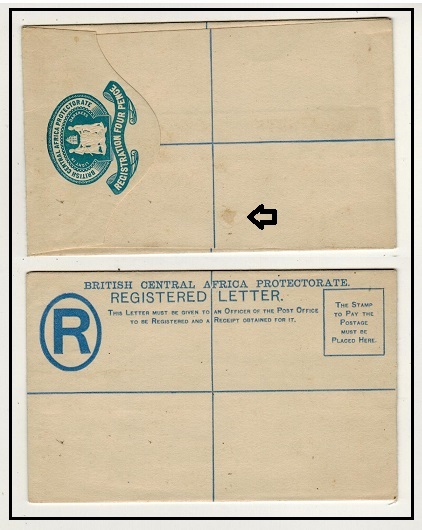 BRITISH CENTRAL AFRICA PROTECTORATE
REGISTRATION FOUR PENCE
BRITISH CENTRAL AFRICA PROTECTORATE.
REGISTERED LETTER.
THIS LETTER MUST BE GIVEN TO AN OFFICER OF THE POST OFFICE
TO BE REGISTERED AND A RECEIPT OBTAINED FOR IT.
R
THE STAMP
TO PAY THE
POSTAGE
MUST BE
PLACED HERE.